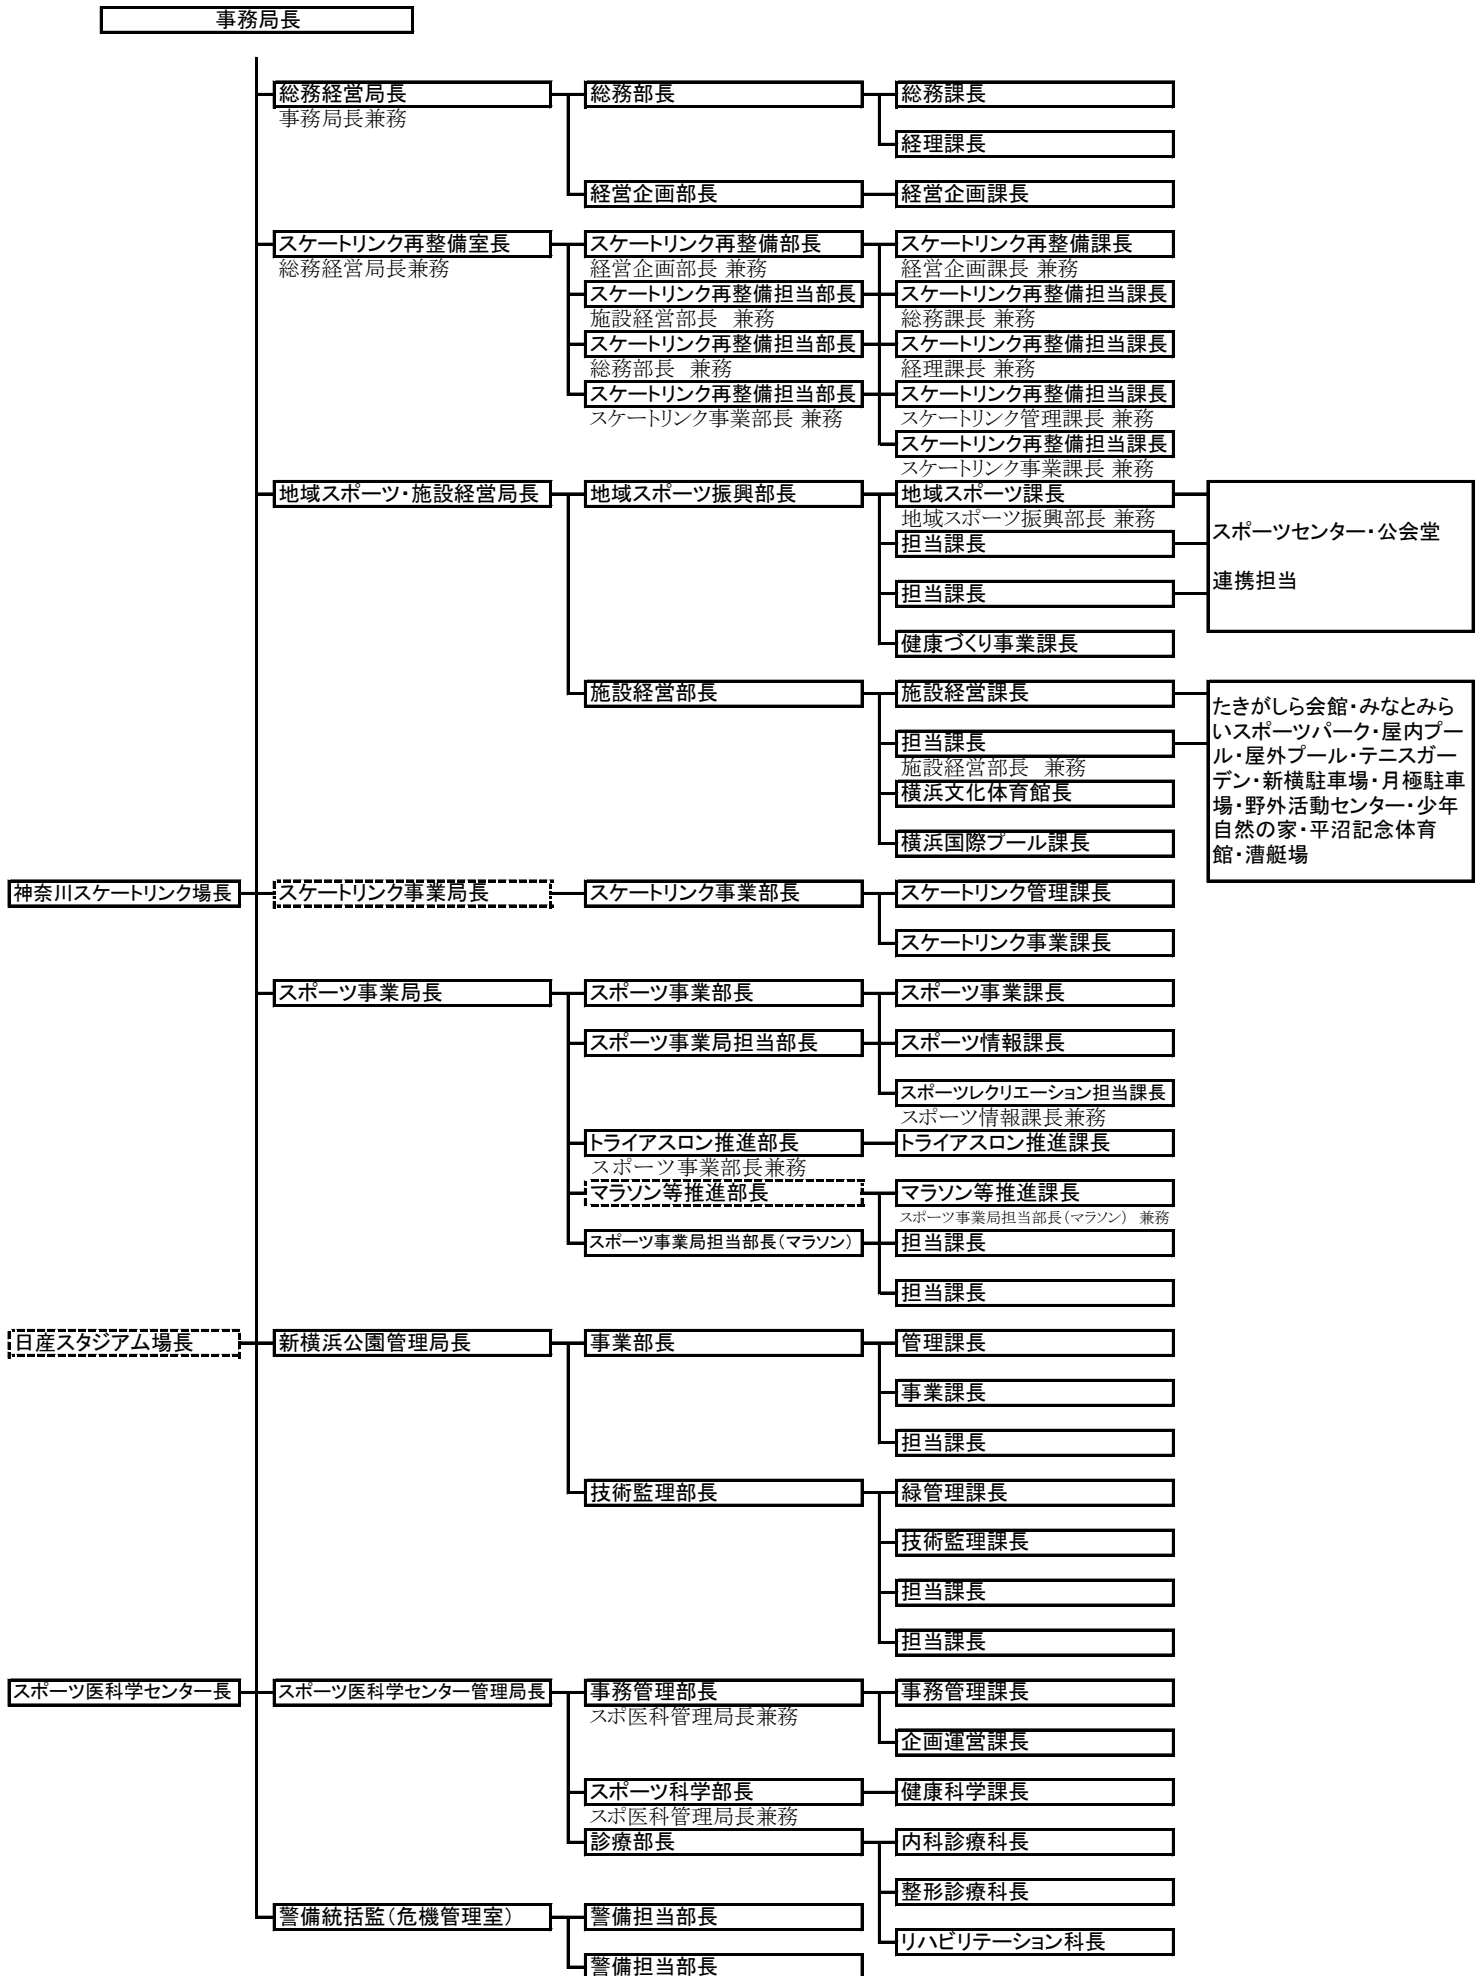 事務局長
総務経営局長 総務部長 総務課長
事務局長兼務
経理課長
経営企画部長 経営企画課長
スケートリンク再整備室長 スケートリンク再整備部長 スケートリンク再整備課長
総務経営局長兼務 経営企画部長 兼務 経営企画課長 兼務
スケートリンク再整備担当部長 スケートリンク再整備担当課長
施設経営部長 兼務 総務課長 兼務
スケートリンク再整備担当部長 スケートリンク再整備担当課長
総務部長 兼務 経理課長 兼務
スケートリンク再整備担当部長 スケートリンク再整備担当課長
スケートリンク事業部長 兼務 スケートリンク管理課長 兼務
スケートリンク再整備担当課長
スケートリンク事業課長 兼務
地域スポーツ・施設経営局長 地域スポーツ振興部長 地域スポーツ課長
地域スポーツ振興部長 兼務
担当課長
スポーツセンター・公会堂
連携担当
担当課長
健康づくり事業課長
施設経営部長 施設経営課長
担当課長
施設経営部長 兼務
横浜文化体育館長
横浜国際プール課長
たきがしら会館・みなとみら
いスポーツパーク・屋内プー
ル・屋外プール・テニスガー
デン・新横駐車場・月極駐車
場・野外活動センター・少年
自然の家・平沼記念体育
館・漕艇場
神奈川スケートリンク場長 スケートリンク事業局長 スケートリンク事業部長 スケートリンク管理課長
スケートリンク事業課長
スポーツ事業局長 スポーツ事業部長 スポーツ事業課長
スポーツ事業局担当部長 スポーツ情報課長
スポーツレクリエーション担当課長
スポーツ情報課長兼務
トライアスロン推進部長 トライアスロン推進課長
スポーツ事業部長兼務
マラソン等推進部長 マラソン等推進課長
スポーツ事業局担当部長（マラソン） 兼務
スポーツ事業局担当部長（マラソン） 担当課長
担当課長
日産スタジアム場長 新横浜公園管理局長 事業部長 管理課長
事業課長
担当課長
技術監理部長 緑管理課長
技術監理課長
担当課長
担当課長
スポーツ医科学センター長 スポーツ医科学センター管理局長 事務管理部長 事務管理課長
スポ医科管理局長兼務
企画運営課長
スポーツ科学部長 健康科学課長
スポ医科管理局長兼務
診療部長 内科診療科長
整形診療科長
警備統括監（危機管理室） 警備担当部長
リハビリテーション科長
警備担当部長